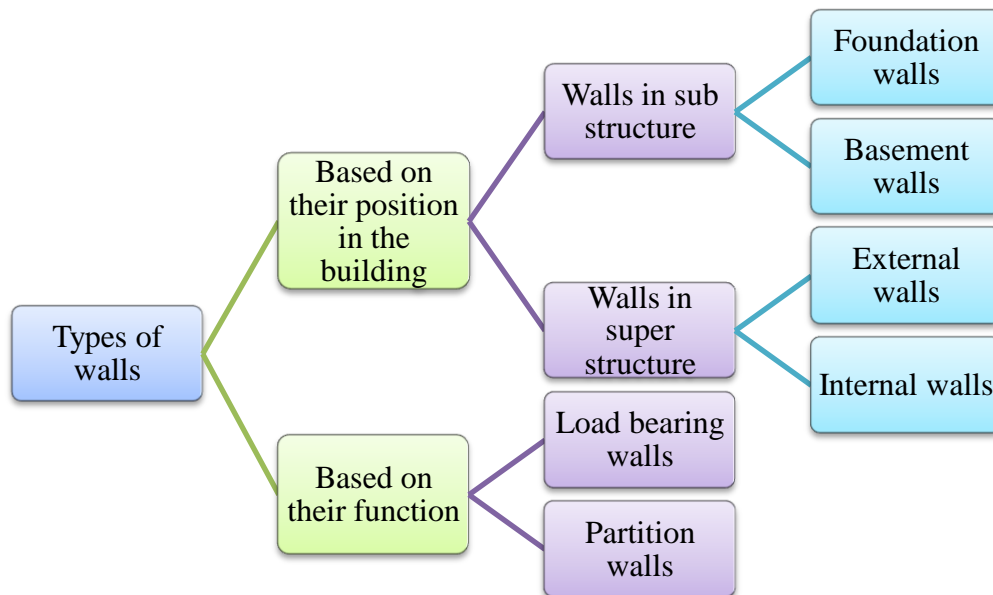 Types of
walls
Based on
their position
in the
building
Walls in sub
structure
Foundation
walls
Basement
walls
Walls in
super
structure
External
walls
Internal walls
Based on
their function
Load bearing
walls
Partition
walls